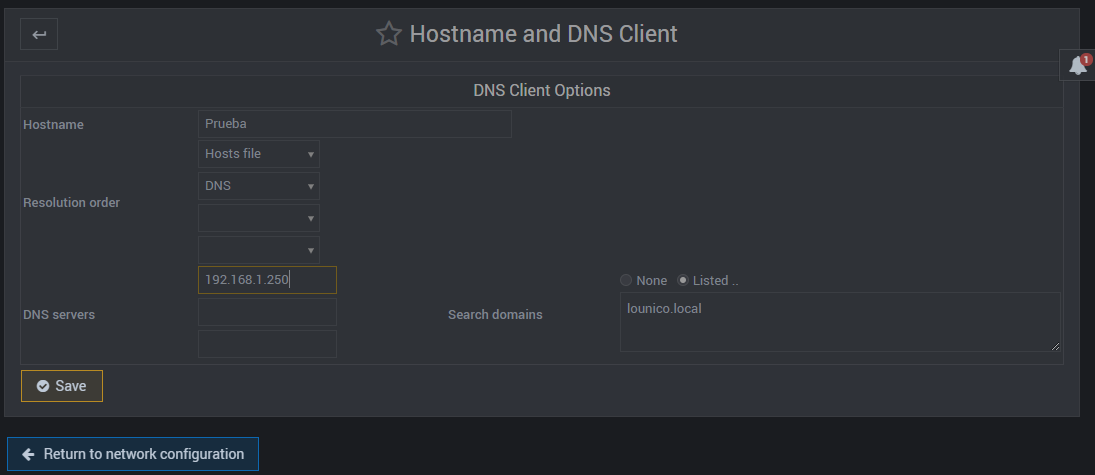 Hostname and DNS Client
1
DNS Client Options
Hostname
Prueba
Hosts file
DNS
Resolution order
192.168.1.250
None
Listed ..
DNS servers
Search domains
lounico.local
Save
Return to network configuration